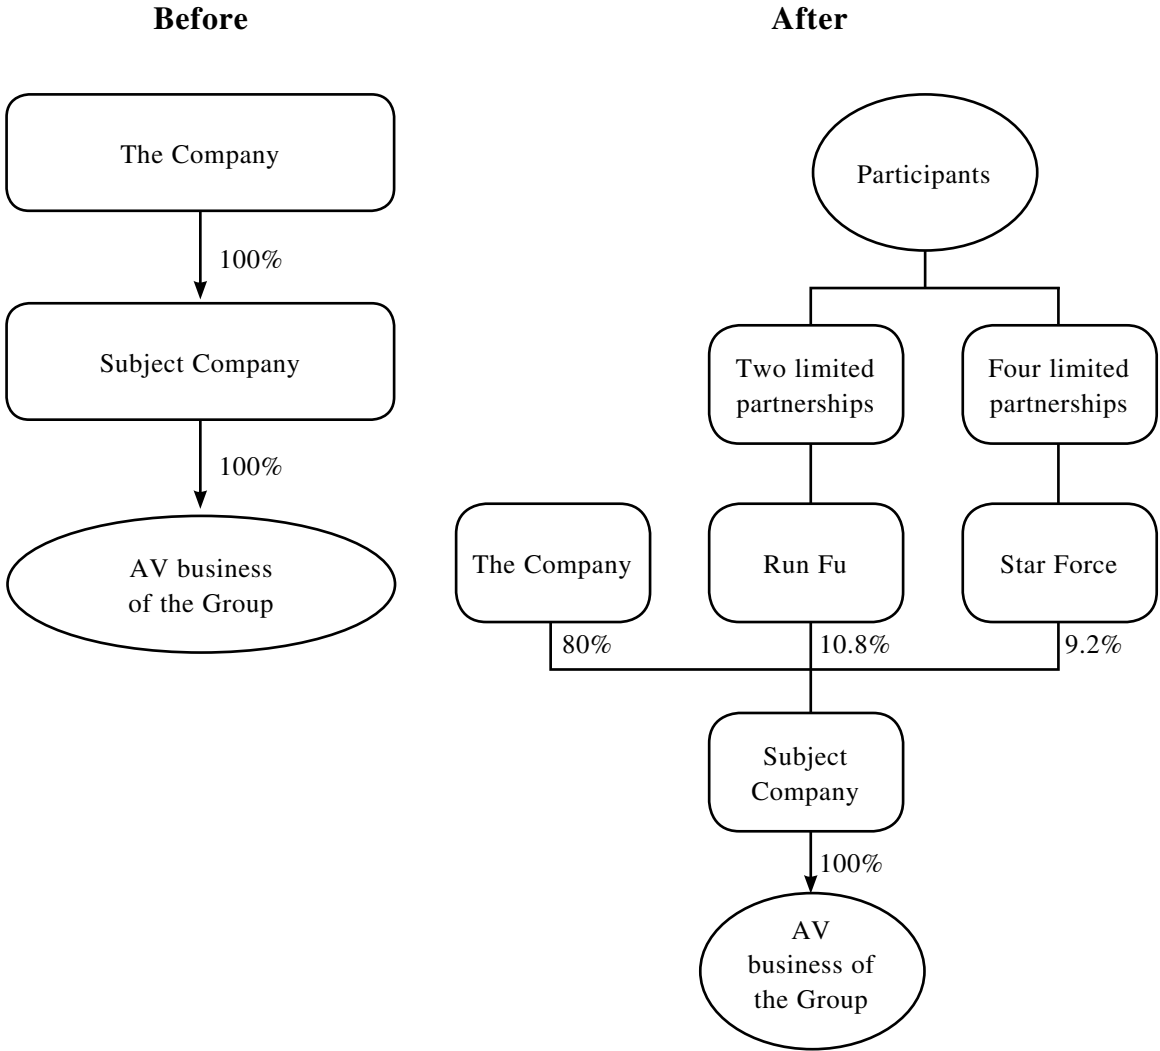 Before
The Company
100%
Subject Company
100%
AV business
of the Group
After
Participants
Two limited
partnerships
Four limited
partnerships
The Company
Run Fu
Star Force
80%
10.8%
9.2%
Subject
Company
100%
AV
business of
the Group